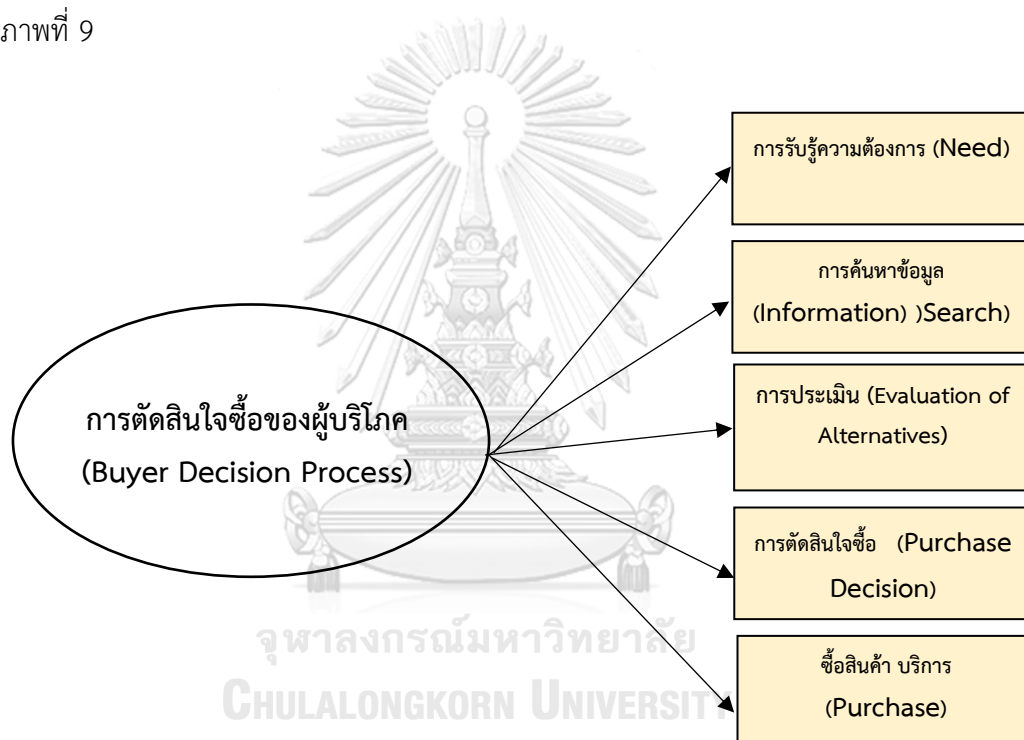 ภาพที่ 9
การตัดสินใจซื้อของผู้บริโภค
(Buyer Decision Process)
การรับรู้ความต้องการ (Need)
การค้นหาข้อมูล
(Information) )Search)
การประเมิน (Evaluation of
Alternatives)
การตัดสินใจซื้อ (Purchase
Decision)
ซื้อสินค้า บริการ
(Purchase)
จุฬาลงกรณ์มหาวิทยาลัย
CHULALONGKORN UNIVERSITY